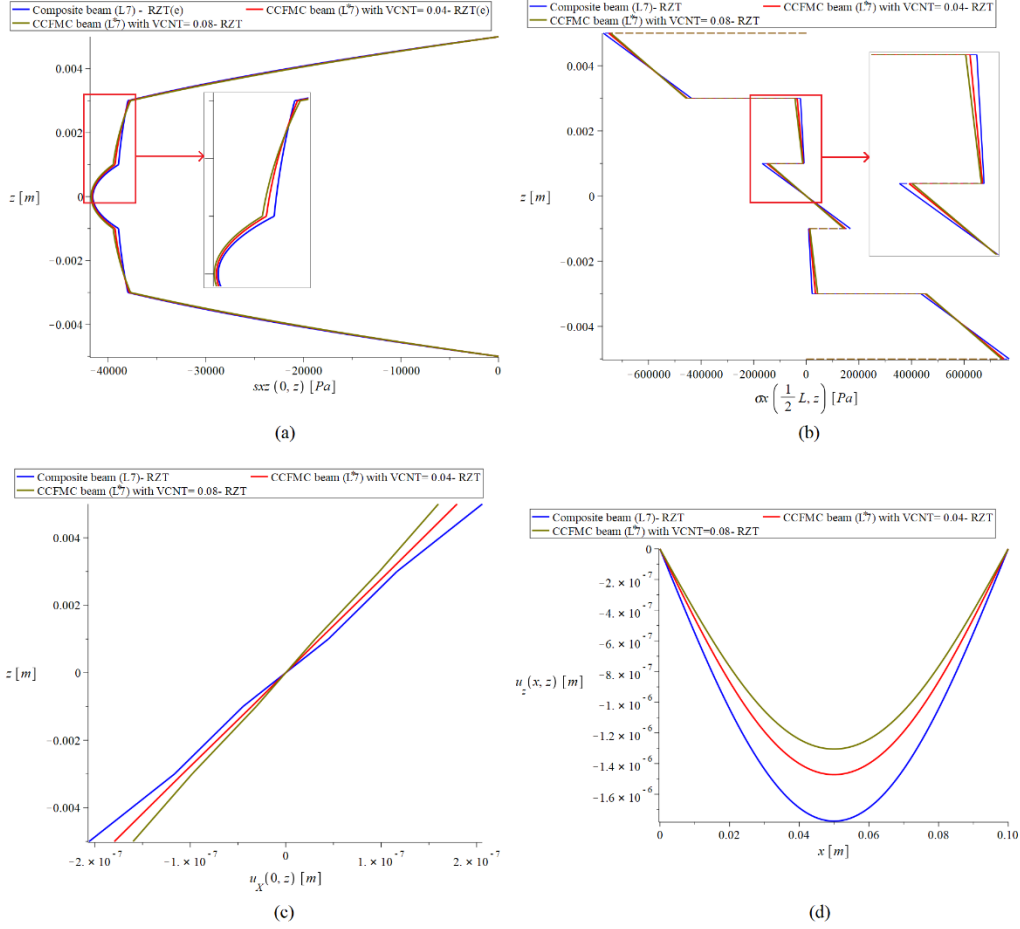 Composite beam (L7) - RZT(e) CCFMC beam (L*7) with VCNT= 0.04- RZT(e)
CCFMC beam (L*7) with VCNT= 0.08- RZT
0.004
0.002
z [m]
0
−0.002
−0.004
−40000 −30000 −20000 −10000 0
sxz (0, z) [Pa]
(a)
Composite beam (L7)- RZT CCFMC beam (L*7) with VCNT= 0.04- RZT
CCFMC beam (L*7) with VCNT= 0.08- RZT
0.004
0.002
z [m]
0
−0.002
−0.004
−600000 −400000 −200000 0 200000 400000 600000
σx (1/2 L, z) [Pa]
(b)
Composite beam (L7)- RZT CCFMC beam (L*7) with VCNT= 0.04- RZT
CCFMC beam (L*7) with VCNT= 0.08- RZT
0.004
0.002
z [m]
0
−0.002
−0.004
−2. × 10^-7 −1. × 10^-7 0 1. × 10^-7 2. × 10^-7
u_X(0, z) [m]
(c)
Composite beam (L7)- RZT CCFMC beam (L*7) with VCNT= 0.04- RZT
CCFMC beam (L*7) with VCNT=0.08- RZT
0
−2. × 10^-7
−4. × 10^-7
−6. × 10^-7
−8. × 10^-7
u_z(x, z) [m]
−1. × 10^-6
−1.2 × 10^-6
−1.4 × 10^-6
−1.6 × 10^-6
0 0.02 0.04 0.06 0.08 0.10
x [m]
(d)